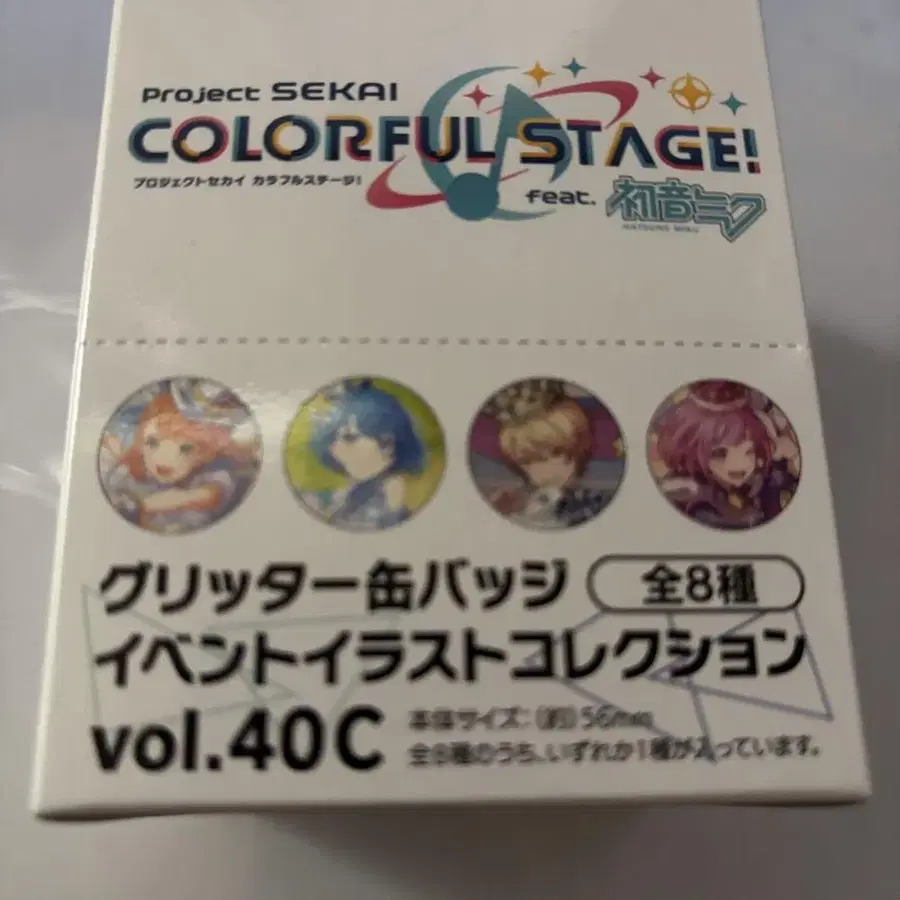 Project SEKAI
COLORFUL STAGE!
プロジェクトセカイ カラフルステージ!
feat. 初音ミク
HATSUNE MIKU
グリッター缶バッジ 全8種
イベントイラストコレクション
vol.40C
本体サイズ:(約)56mm
全8種のうち、いずれか1種が入っています。